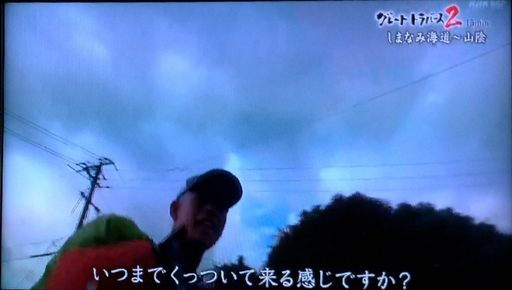 グレートトラバース2
しまなみ海道〜山陰
いつまでくっついて来る感じですか?